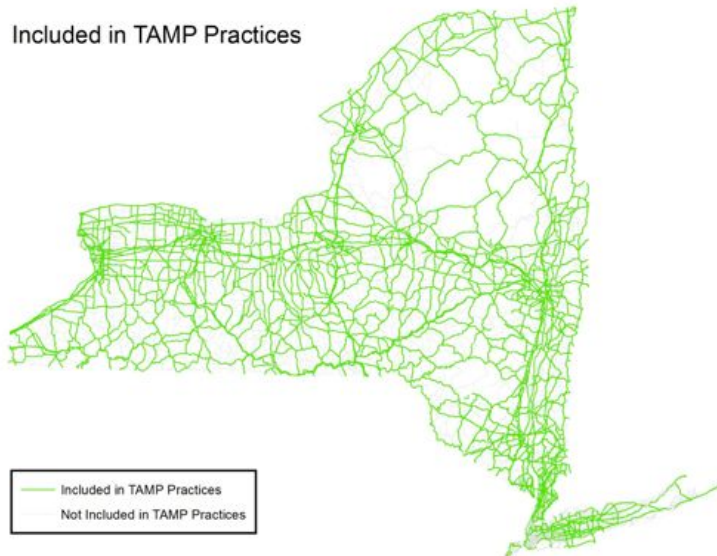 Included in TAMP Practices
Included in TAMP Practices
Not Included in TAMP Practices